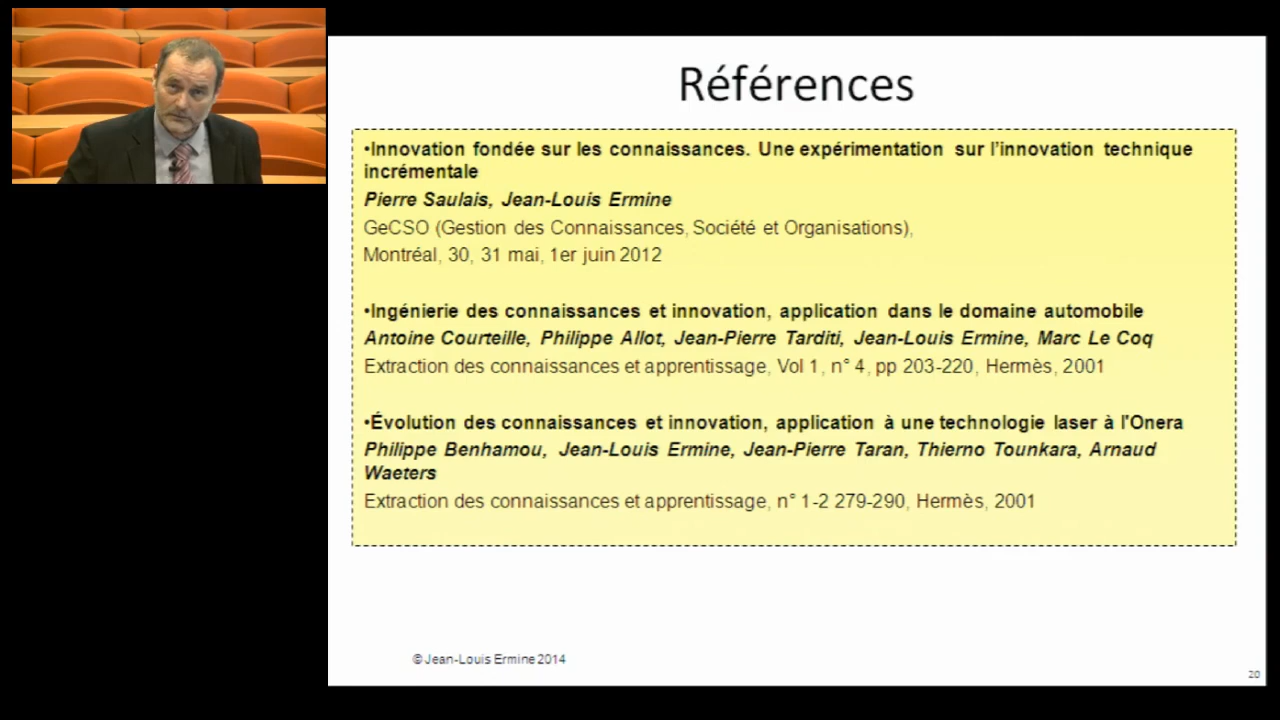 Références
•Innovation fondée sur les connaissances. Une expérimentation sur l’innovation technique
incrémentale
Pierre Saulais, Jean-Louis Ermine
GeCSO (Gestion des Connaissances, Société et Organisations),
Montréal, 30, 31 mai, 1er juin 2012
•Ingénierie des connaissances et innovation, application dans le domaine automobile
Antoine Courteille, Philippe Allot, Jean-Pierre Tarditi, Jean-Louis Ermine, Marc Le Coq
Extraction des connaissances et apprentissage, Vol 1, n° 4, pp 203-220, Hermès, 2001
•Évolution des connaissances et innovation, application à une technologie laser à l'Onera
Philippe Benhamou, Jean-Louis Ermine, Jean-Pierre Taran, Thierno Tounkara, Arnaud
Waeters
Extraction des connaissances et apprentissage, n° 1-2 279-290, Hermès, 2001
© Jean-Louis Ermine 2014
20